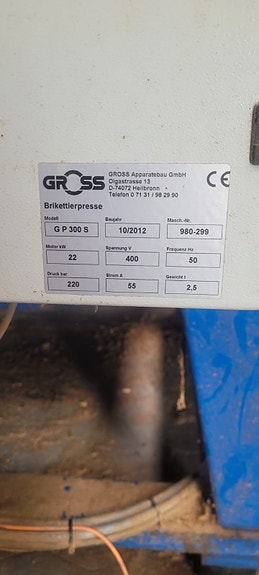 GROSS
GROSS Apparatebau GmbH
Olgastrasse 13
D-74072 Heilbronn
Telefon 0 71 31 / 98 29 90
CE
Brikettierpresse
Modell Baujahr Masch.-Nr.
G P 300 S 10/2012 980-299
Motor kW Spannung V Frequenz Hz
22 400 50
Druck bar Strom A Gewicht t
220 55 2,5